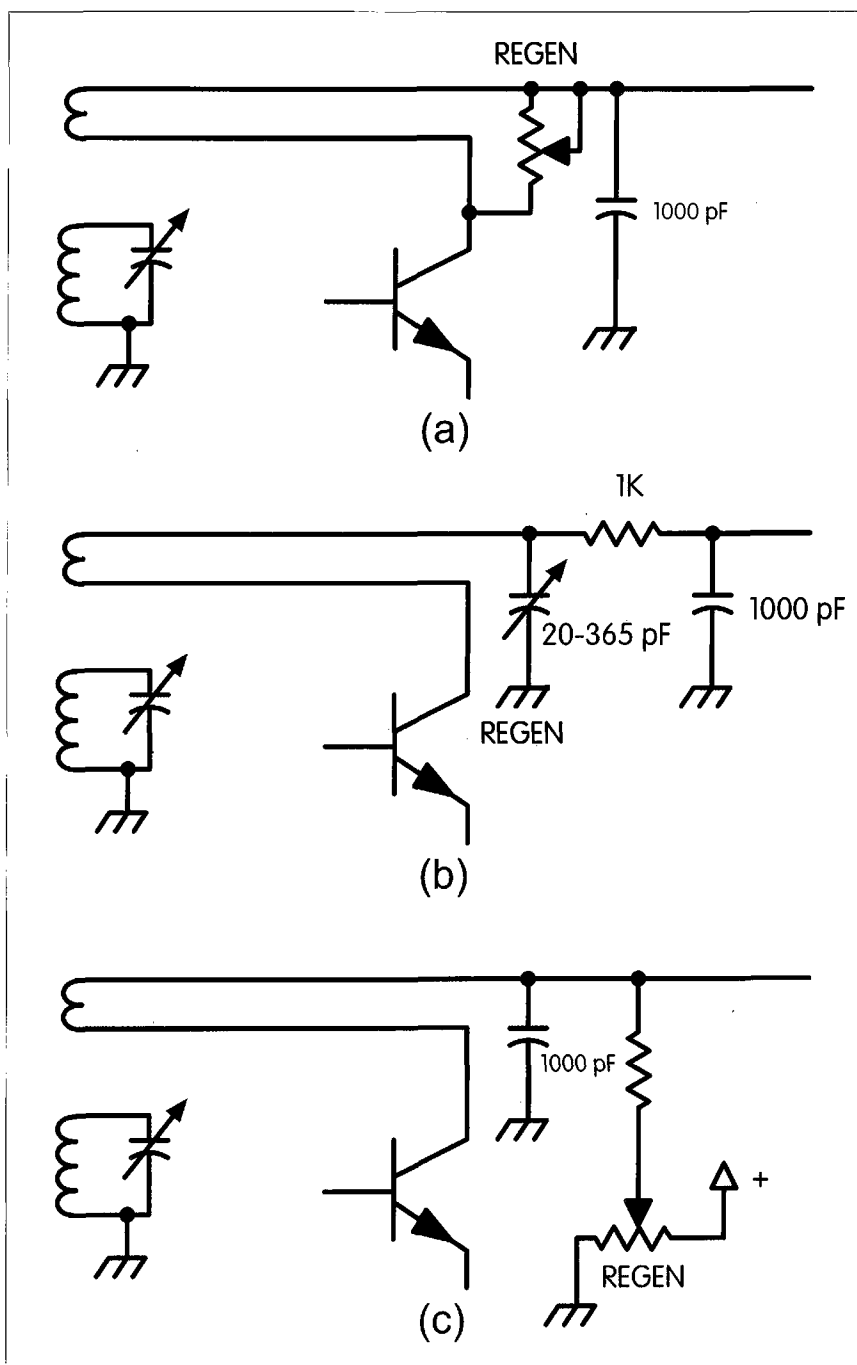 REGEN
1000 pF
(a)
1K
20-365 pF
1000 pF
REGEN
(b)
1000 pF
+
REGEN
(c)